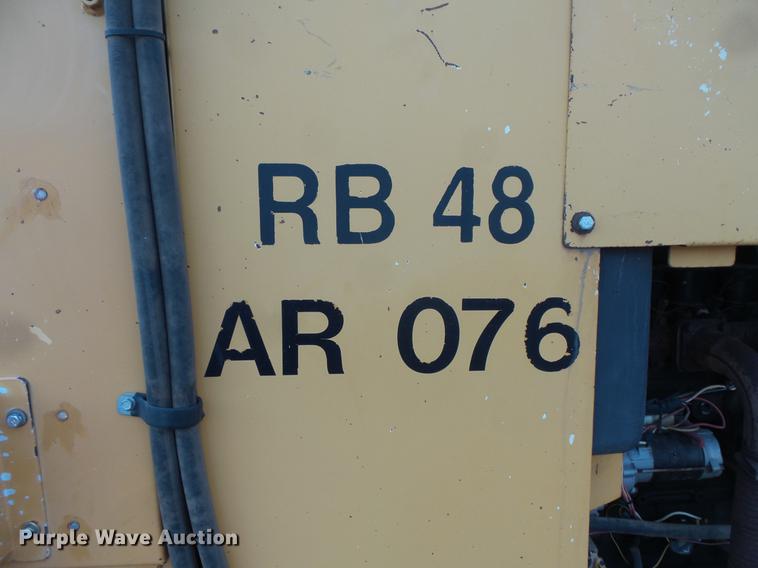 RB 48
AR 076
Purple Wave Auction